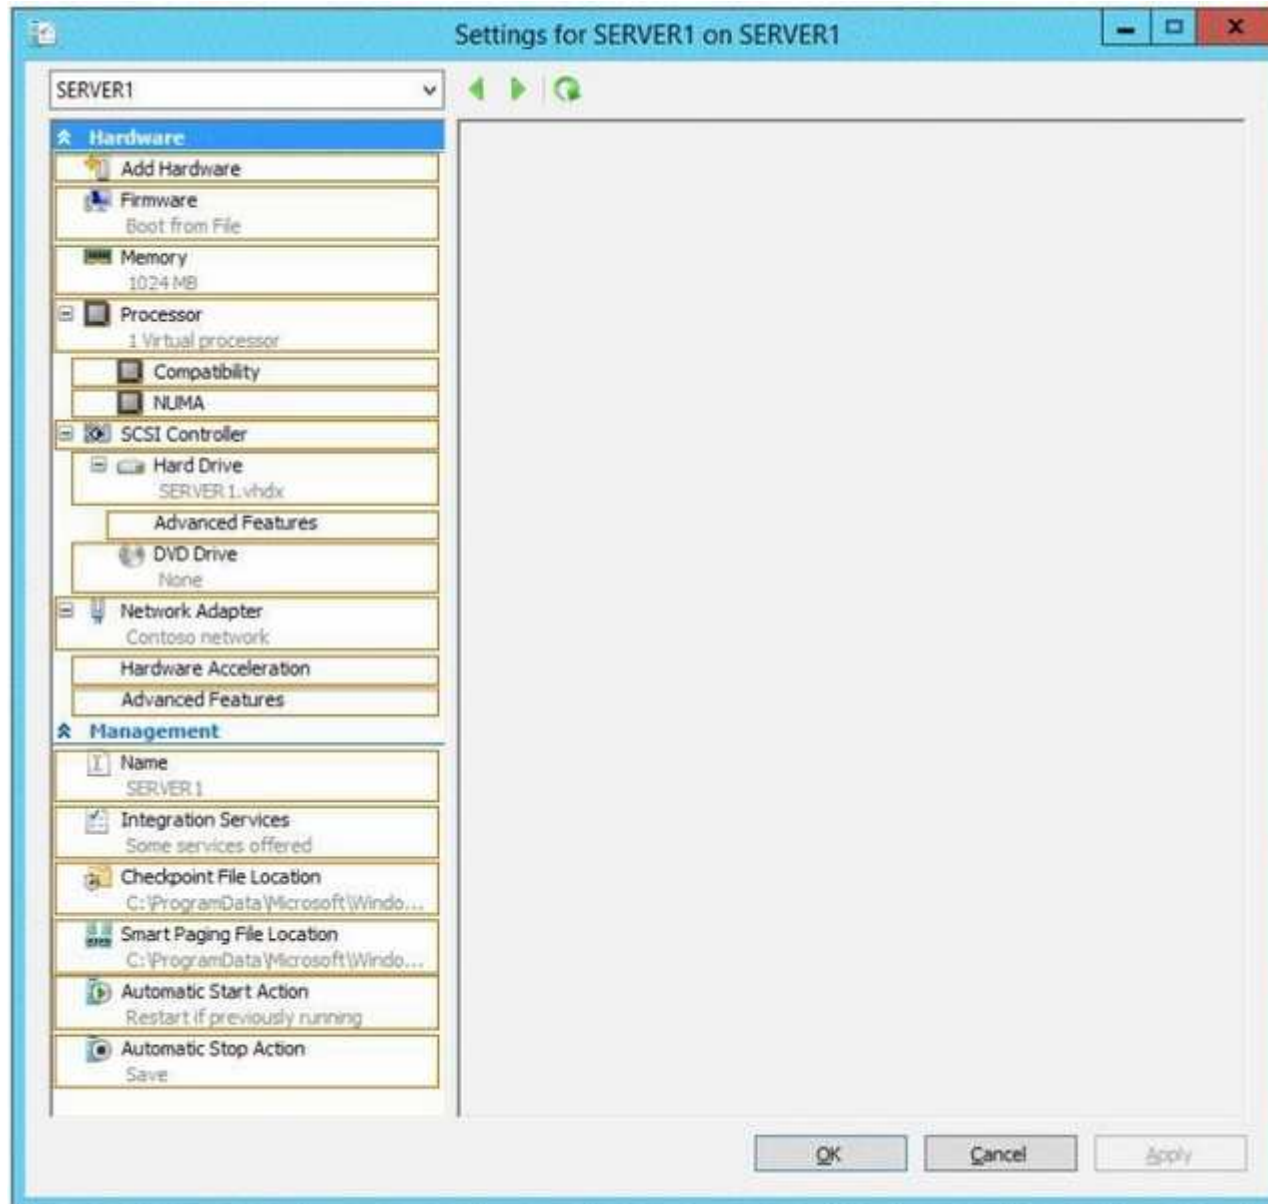 Settings for SERVER1 on SERVER1
SERVER1
Hardware
Add Hardware
Firmware
Boot from File
Memory
1024 MB
Processor
1 Virtual processor
Compatibility
NUMA
SCSI Controller
Hard Drive
SERVER1.vhdx
Advanced Features
DVD Drive
None
Network Adapter
Contoso network
Hardware Acceleration
Advanced Features
Management
Name
SERVER1
Integration Services
Some services offered
Checkpoint File Location
C:\ProgramData\Microsoft\Windo...
Smart Paging File Location
C:\ProgramData\Microsoft\Windo...
Automatic Start Action
Restart if previously running
Automatic Stop Action
Save
OK Cancel Apply